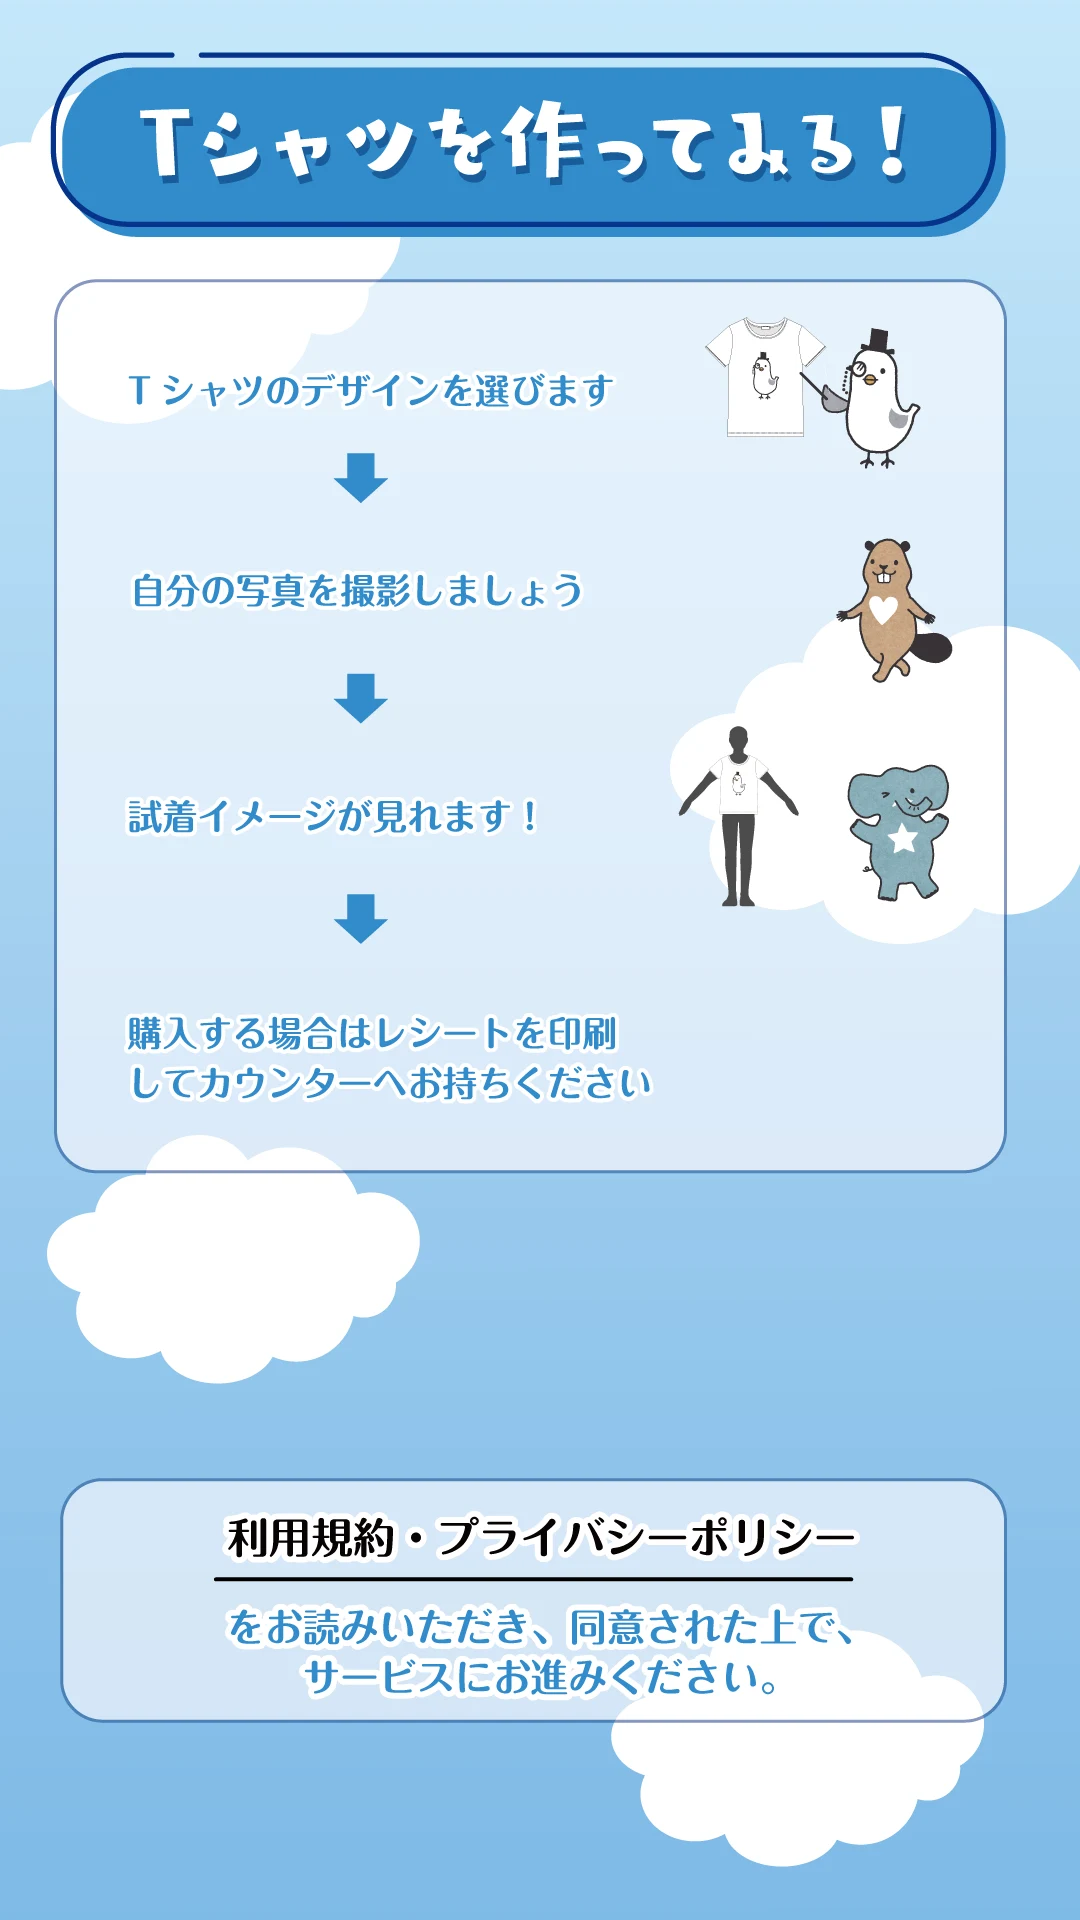 Tシャツを作ってみる！
Tシャツのデザインを選びます
自分の写真を撮影しましょう
試着イメージが見れます！
購入する場合はレシートを印刷
してカウンターへお持ちください
利用規約・プライバシーポリシー
をお読みいただき、同意された上で、
サービスにお進みください。